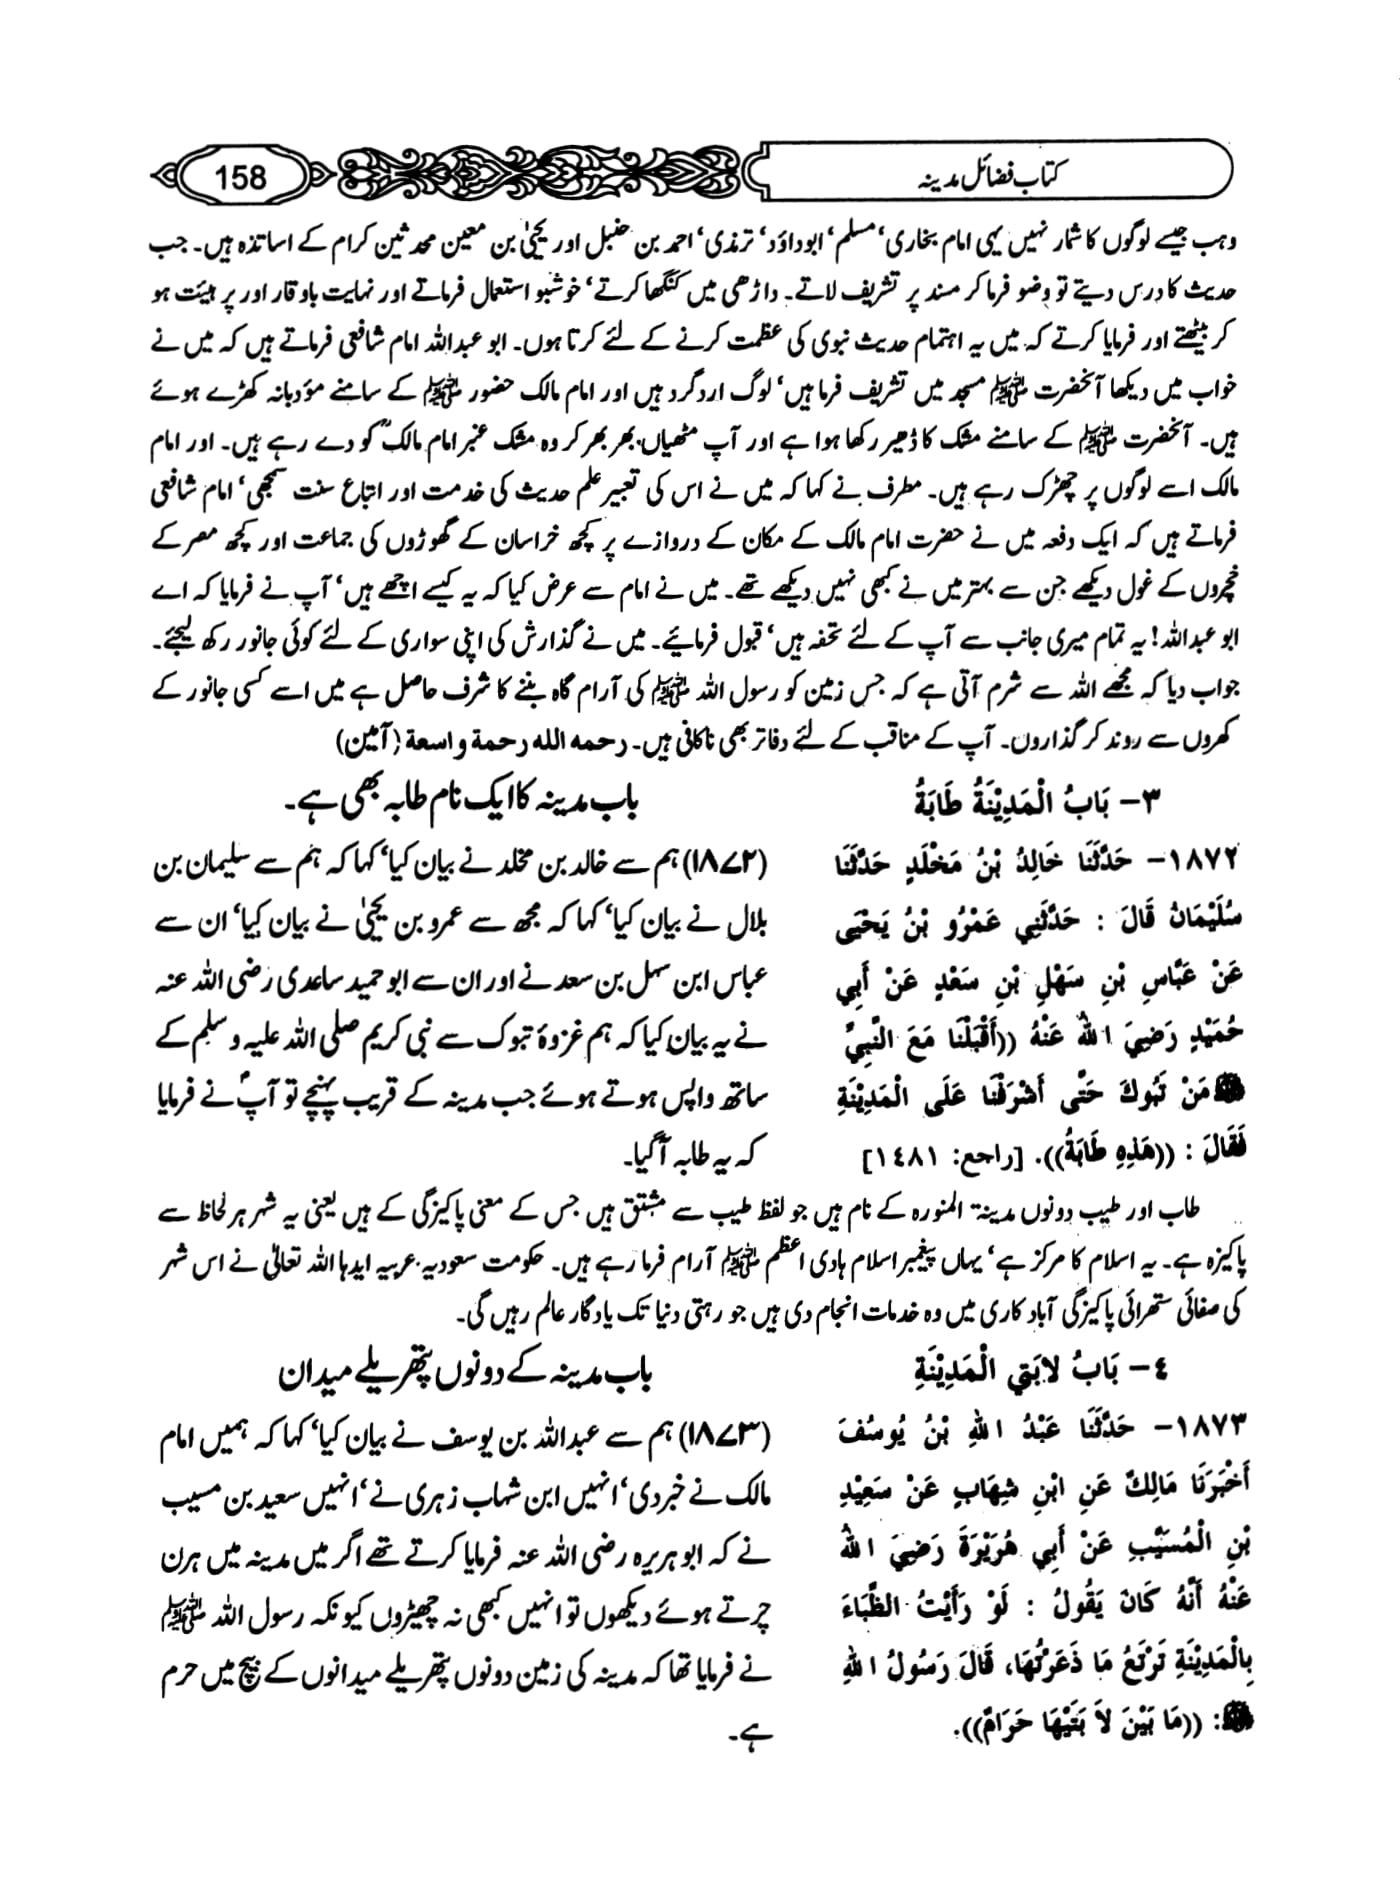 کتاب فضائل مدینہ
158
وہب جیسے لوگوں کا شمار نہیں یہی امام بخاری، مسلم، ابوداؤد، ترمذی، احمد بن حنبل اور یحییٰ بن معین محدثین کرام کے اساتذہ ہیں۔ جب
حدیث کا درس دیتے تو وضو فرما کر مسند پر تشریف لاتے۔ داڑھی میں کنگھا کرتے، خوشبو استعمال فرماتے اور نہایت باوقار اور پر ہیئت ہو
کر بیٹھتے اور فرمایا کرتے کہ میں یہ اہتمام حدیث نبوی کی عظمت کرنے کے لئے کرتا ہوں۔ ابو عبداللہ امام شافعی فرماتے ہیں کہ میں نے
خواب میں دیکھا آنحضرت ﷺ مسجد میں تشریف فرما ہیں، لوگ ارد گرد ہیں اور امام مالک حضور ﷺ کے سامنے مؤدبانہ کھڑے ہوئے
ہیں۔ آنحضرت ﷺ کے سامنے مشک کا ڈھیر رکھا ہوا ہے اور آپ مٹھیاں بھر بھر کر وہ مشک عنبر امام مالکؒ کو دے رہے ہیں۔ اور امام
مالک اسے لوگوں پر چھڑک رہے ہیں۔ مطرف نے کہا کہ میں نے اس کی تعبیر علم حدیث کی خدمت اور اتباع سنت سمجھی، امام شافعی
فرماتے ہیں کہ ایک دفعہ میں نے حضرت امام مالک کے مکان کے دروازے پر کچھ خراسان کے گھوڑوں کی جماعت اور کچھ مصر کے
خچروں کے غول دیکھے جن سے بہتر میں نے کبھی نہیں دیکھے تھے۔ میں نے امام سے عرض کیا کہ یہ کیسے اچھے ہیں، آپ نے فرمایا کہ اے
ابو عبداللہ! یہ تمام میری جانب سے آپ کے لئے تحفہ ہیں، قبول فرمائیے۔ میں نے گذارش کی اپنی سواری کے لئے کوئی جانور رکھ لیجئے۔
جواب دیا کہ مجھے اللہ سے شرم آتی ہے کہ جس زمین کو رسول اللہ ﷺ کی آرام گاہ بننے کا شرف حاصل ہے میں اسے کسی جانور کے
کھروں سے روند کر گذاروں۔ آپ کے مناقب کے لئے دفاتر بھی ناکافی ہیں۔ رحمه الله رحمة واسعة (آمین)
٣- بَابُ الْمَدِيْنَةُ طَابَةُ
١٨٧٢- حَدَّثَنَا خَالِدُ بْنُ مَخْلَدٍ حَدَّثَنَا
سُلَيْمَانُ قَالَ : حَدَّثَنِي عَمْرُو بْنُ يَحْيَى
عَنْ عَبَّاسِ بْنِ سَهْلِ بْنِ سَعْدٍ عَنْ أَبِي
حُمَيْدٍ رَضِيَ اللهُ عَنْهُ ((أَقْبَلْنَا مَعَ النَّبِيِّ
ﷺ مَنْ تَبُوكَ حَتَّى أَشْرَفْنَا عَلَى الْمَدِيْنَةِ
فَقَالَ : ((هَذِهِ طَابَةُ)). [راجع: ١٤٨١]
باب مدینہ کا ایک نام طابہ بھی ہے۔
(۱۸۷۲) ہم سے خالد بن مخلد نے بیان کیا، کہا کہ ہم سے سلیمان بن
بلال نے بیان کیا، کہا کہ مجھ سے عمرو بن یحییٰ نے بیان کیا، ان سے
عباس ابن سہل بن سعد نے اور ان سے ابو حمید ساعدی رضی اللہ عنہ
نے یہ بیان کیا کہ ہم غزوۂ تبوک سے نبی کریم صلی اللہ علیہ وسلم کے
ساتھ واپس ہوتے ہوئے جب مدینہ کے قریب پہنچے تو آپؐ نے فرمایا
کہ یہ طابہ آگیا۔
طاب اور طیب دونوں مدینۃ المنورہ کے نام ہیں جو لفظ طیب سے مشتق ہیں جس کے معنی پاکیزگی کے ہیں یعنی یہ شہر ہر لحاظ سے
پاکیزہ ہے۔ یہ اسلام کا مرکز ہے، یہاں پیغمبر اسلام ہادی اعظم ﷺ آرام فرما رہے ہیں۔ حکومت سعودیہ عربیہ ایدہا اللہ تعالیٰ نے اس شہر
کی صفائی ستھرائی پاکیزگی آباد کاری میں وہ خدمات انجام دی ہیں جو رہتی دنیا تک یادگار عالم رہیں گی۔
٤- بَابُ لاَبَتِي الْمَدِيْنَةِ
١٨٧٣- حَدَّثَنَا عَبْدُ اللهِ بْنُ يُوسُفَ
أَخْبَرَنَا مَالِكٌ عَنِ ابْنِ شِهَابٍ عَنْ سَعِيْدِ
بْنِ الْمُسَيَّبِ عَنْ أَبِي هُرَيْرَةَ رَضِيَ اللهُ
عَنْهُ أَنَّهُ كَانَ يَقُولُ : لَوْ رَأَيْتُ الظِّبَاءَ
بِالْمَدِيْنَةِ تَرْتَعُ مَا ذَعَرْتُهَا، قَالَ رَسُولُ اللهِ
ﷺ: ((مَا بَيْنَ لاَ بَتَيْهَا حَرَامٌ)).
باب مدینہ کے دونوں پتھریلے میدان
(۱۸۷۳) ہم سے عبداللہ بن یوسف نے بیان کیا، کہا کہ ہمیں امام
مالک نے خبر دی، انہیں ابن شہاب زہری نے، انہیں سعید بن مسیب
نے کہ ابو ہریرہ رضی اللہ عنہ فرمایا کرتے تھے اگر میں مدینہ میں ہرن
چرتے ہوئے دیکھوں تو انہیں کبھی نہ چھیڑوں کیونکہ رسول اللہ ﷺ
نے فرمایا تھا کہ مدینہ کی زمین دونوں پتھریلے میدانوں کے بیچ میں حرم
ہے۔